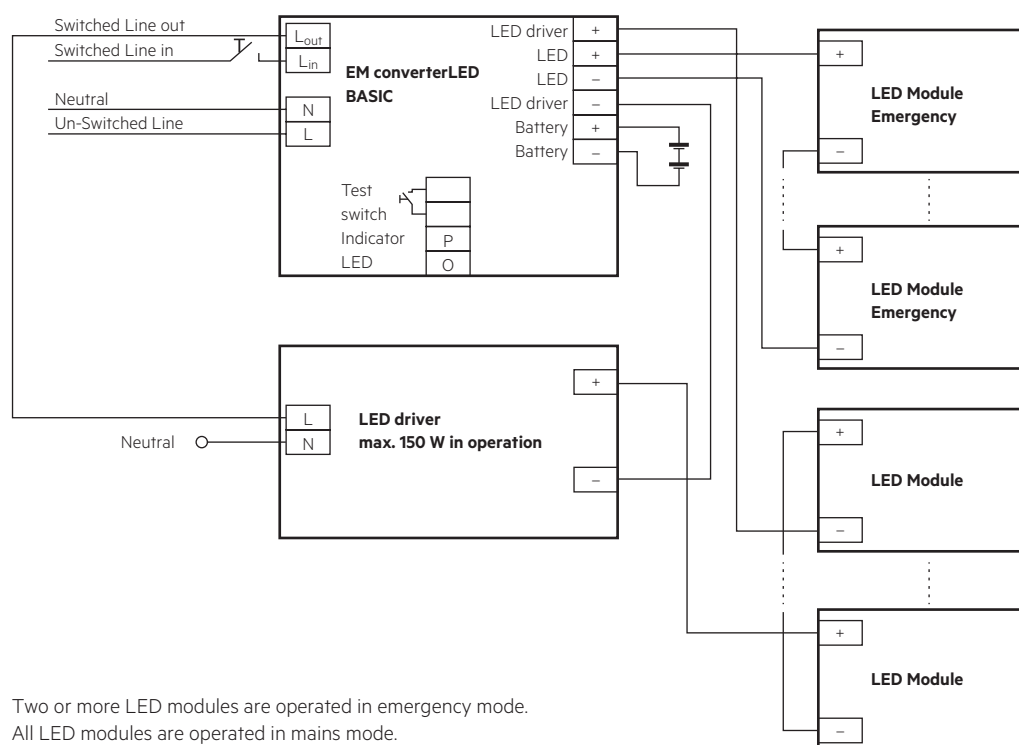 Switched Line out
Switched Line in
Neutral
Un-Switched Line
Lout
Lin
N
L
EM converterLED
BASIC
LED driver +
LED +
LED –
LED driver –
Battery +
Battery –
Test
switch
Indicator P
LED O
L
N
Neutral
LED driver
max. 150 W in operation
+
–
+
LED Module
Emergency
–
+
LED Module
Emergency
–
+
LED Module
–
+
LED Module
–
Two or more LED modules are operated in emergency mode.
All LED modules are operated in mains mode.